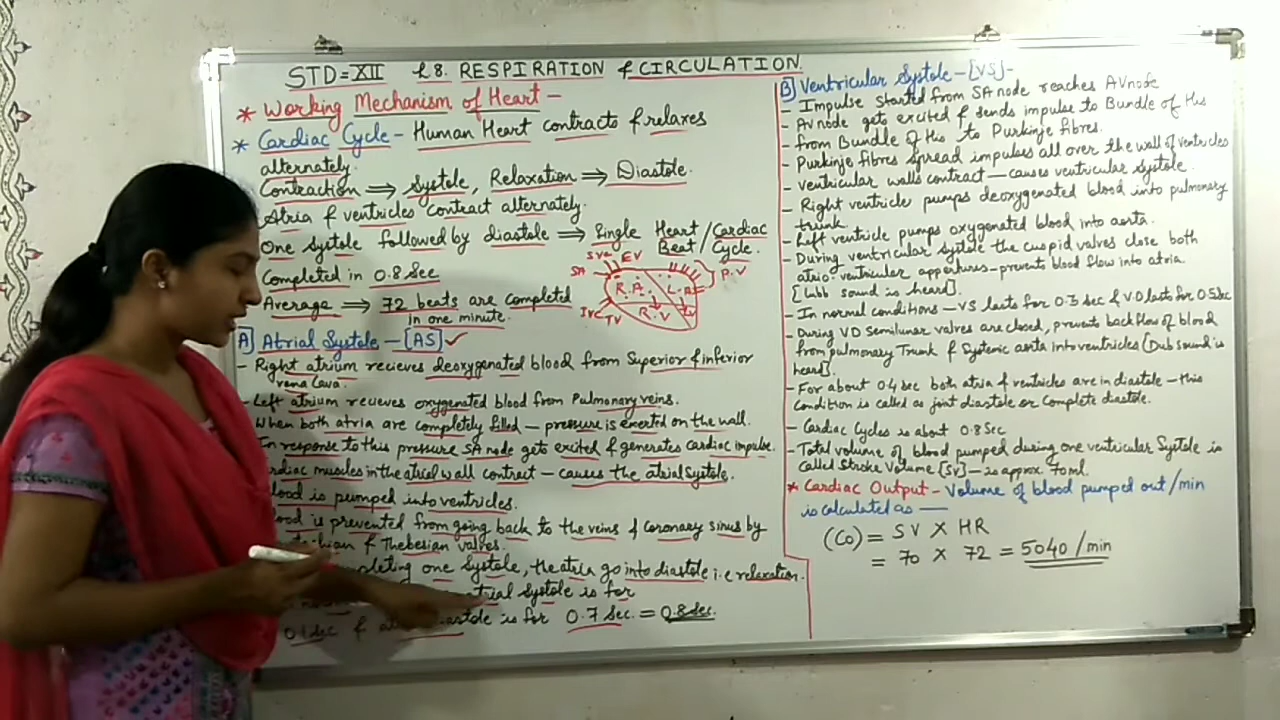 STD=XII L8. RESPIRATION & CIRCULATION.
* Working Mechanism of Heart -
* Cardiac Cycle - Human Heart contracts & relaxes
alternately.
Contraction ⇒ Systole, Relaxation ⇒ Diastole.
Atria & ventricles contract alternately.
One systole followed by diastole ⇒ Single Heart / Cardiac
Beat / Cycle.
Completed in 0.8 Sec
Average ⇒ 72 beats are completed
in one minute.
SA
EV
R.A.
L.A
P.V
R.V
IVC
TV
A] Atrial Systole - [AS] ✓
- Right atrium recieves deoxygenated blood from Superior & inferior
vena Cava.
- Left atrium recieves oxygenated blood from Pulmonary veins.
When both atria are completely filled - pressure is exerted on the wall.
In response to this pressure SA node gets excited & generates cardiac impulse.
rdiac muscles in the atrial wall contract - causes the atrial Systole.
lood is pumped into ventricles.
lood is prevented from going back to the veins & coronary sinus by
hian & Thebesian valves.
pleting one Systole, the atria go into diastole i.e relaxation.
atrial Systole is for
0.1 Sec & stole is for 0.7 Sec. = 0.8 Sec.
B] Ventricular Systole - [VS] -
- Impulse started from SA node reaches AV node
- AV node gets excited & sends impulse to Bundle of His
- from Bundle of His to Purkinje fibres.
- Purkinje fibres spread impulses all over the wall of ventricles
- ventricular walls contract - causes ventricular systole.
- Right ventricle pumps deoxygenated blood into pulmonary
trunk
- Left ventricle pumps oxygenated blood into aorta.
- During ventricular systole the cuspid valves close both
atrio-ventricular appertures - prevents blood flow into atria.
[Lubb sound is heard].
- In normal conditions - VS lasts for 0.3 sec & V.D lasts for 0.5 sec
- During VD Semilunar valves are closed, prevents back flow of blood
from pulmonary Trunk & Systemic aorta into ventricles (Dub sound is
heard].
- For about 0.4 sec both atria & ventricles are in diastole - this
condition is called as joint diastole or Complete diastole.
- Cardiac Cycles is about 0.8 Sec
- Total volume of blood pumped during one ventricular Systole is
called Stroke Volume [SV] - is approx 70 ml.
* Cardiac Output - Volume of blood pumped out/min
is calculated as —
(CO) = SV X HR
= 70 X 72 = 5040/min